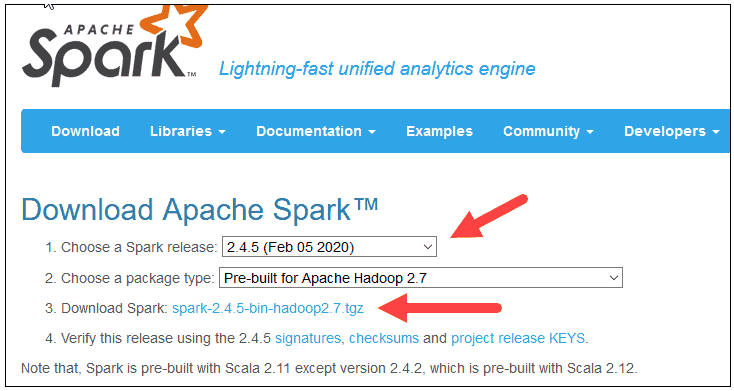 APACHE
Spark™
Lightning-fast unified analytics engine
Download Libraries Documentation Examples Community Developers
Download Apache Spark™
1. Choose a Spark release: 2.4.5 (Feb 05 2020)
2. Choose a package type: Pre-built for Apache Hadoop 2.7
3. Download Spark: spark-2.4.5-bin-hadoop2.7.tgz
4. Verify this release using the 2.4.5 signatures, checksums and project release KEYS.
Note that, Spark is pre-built with Scala 2.11 except version 2.4.2, which is pre-built with Scala 2.12.